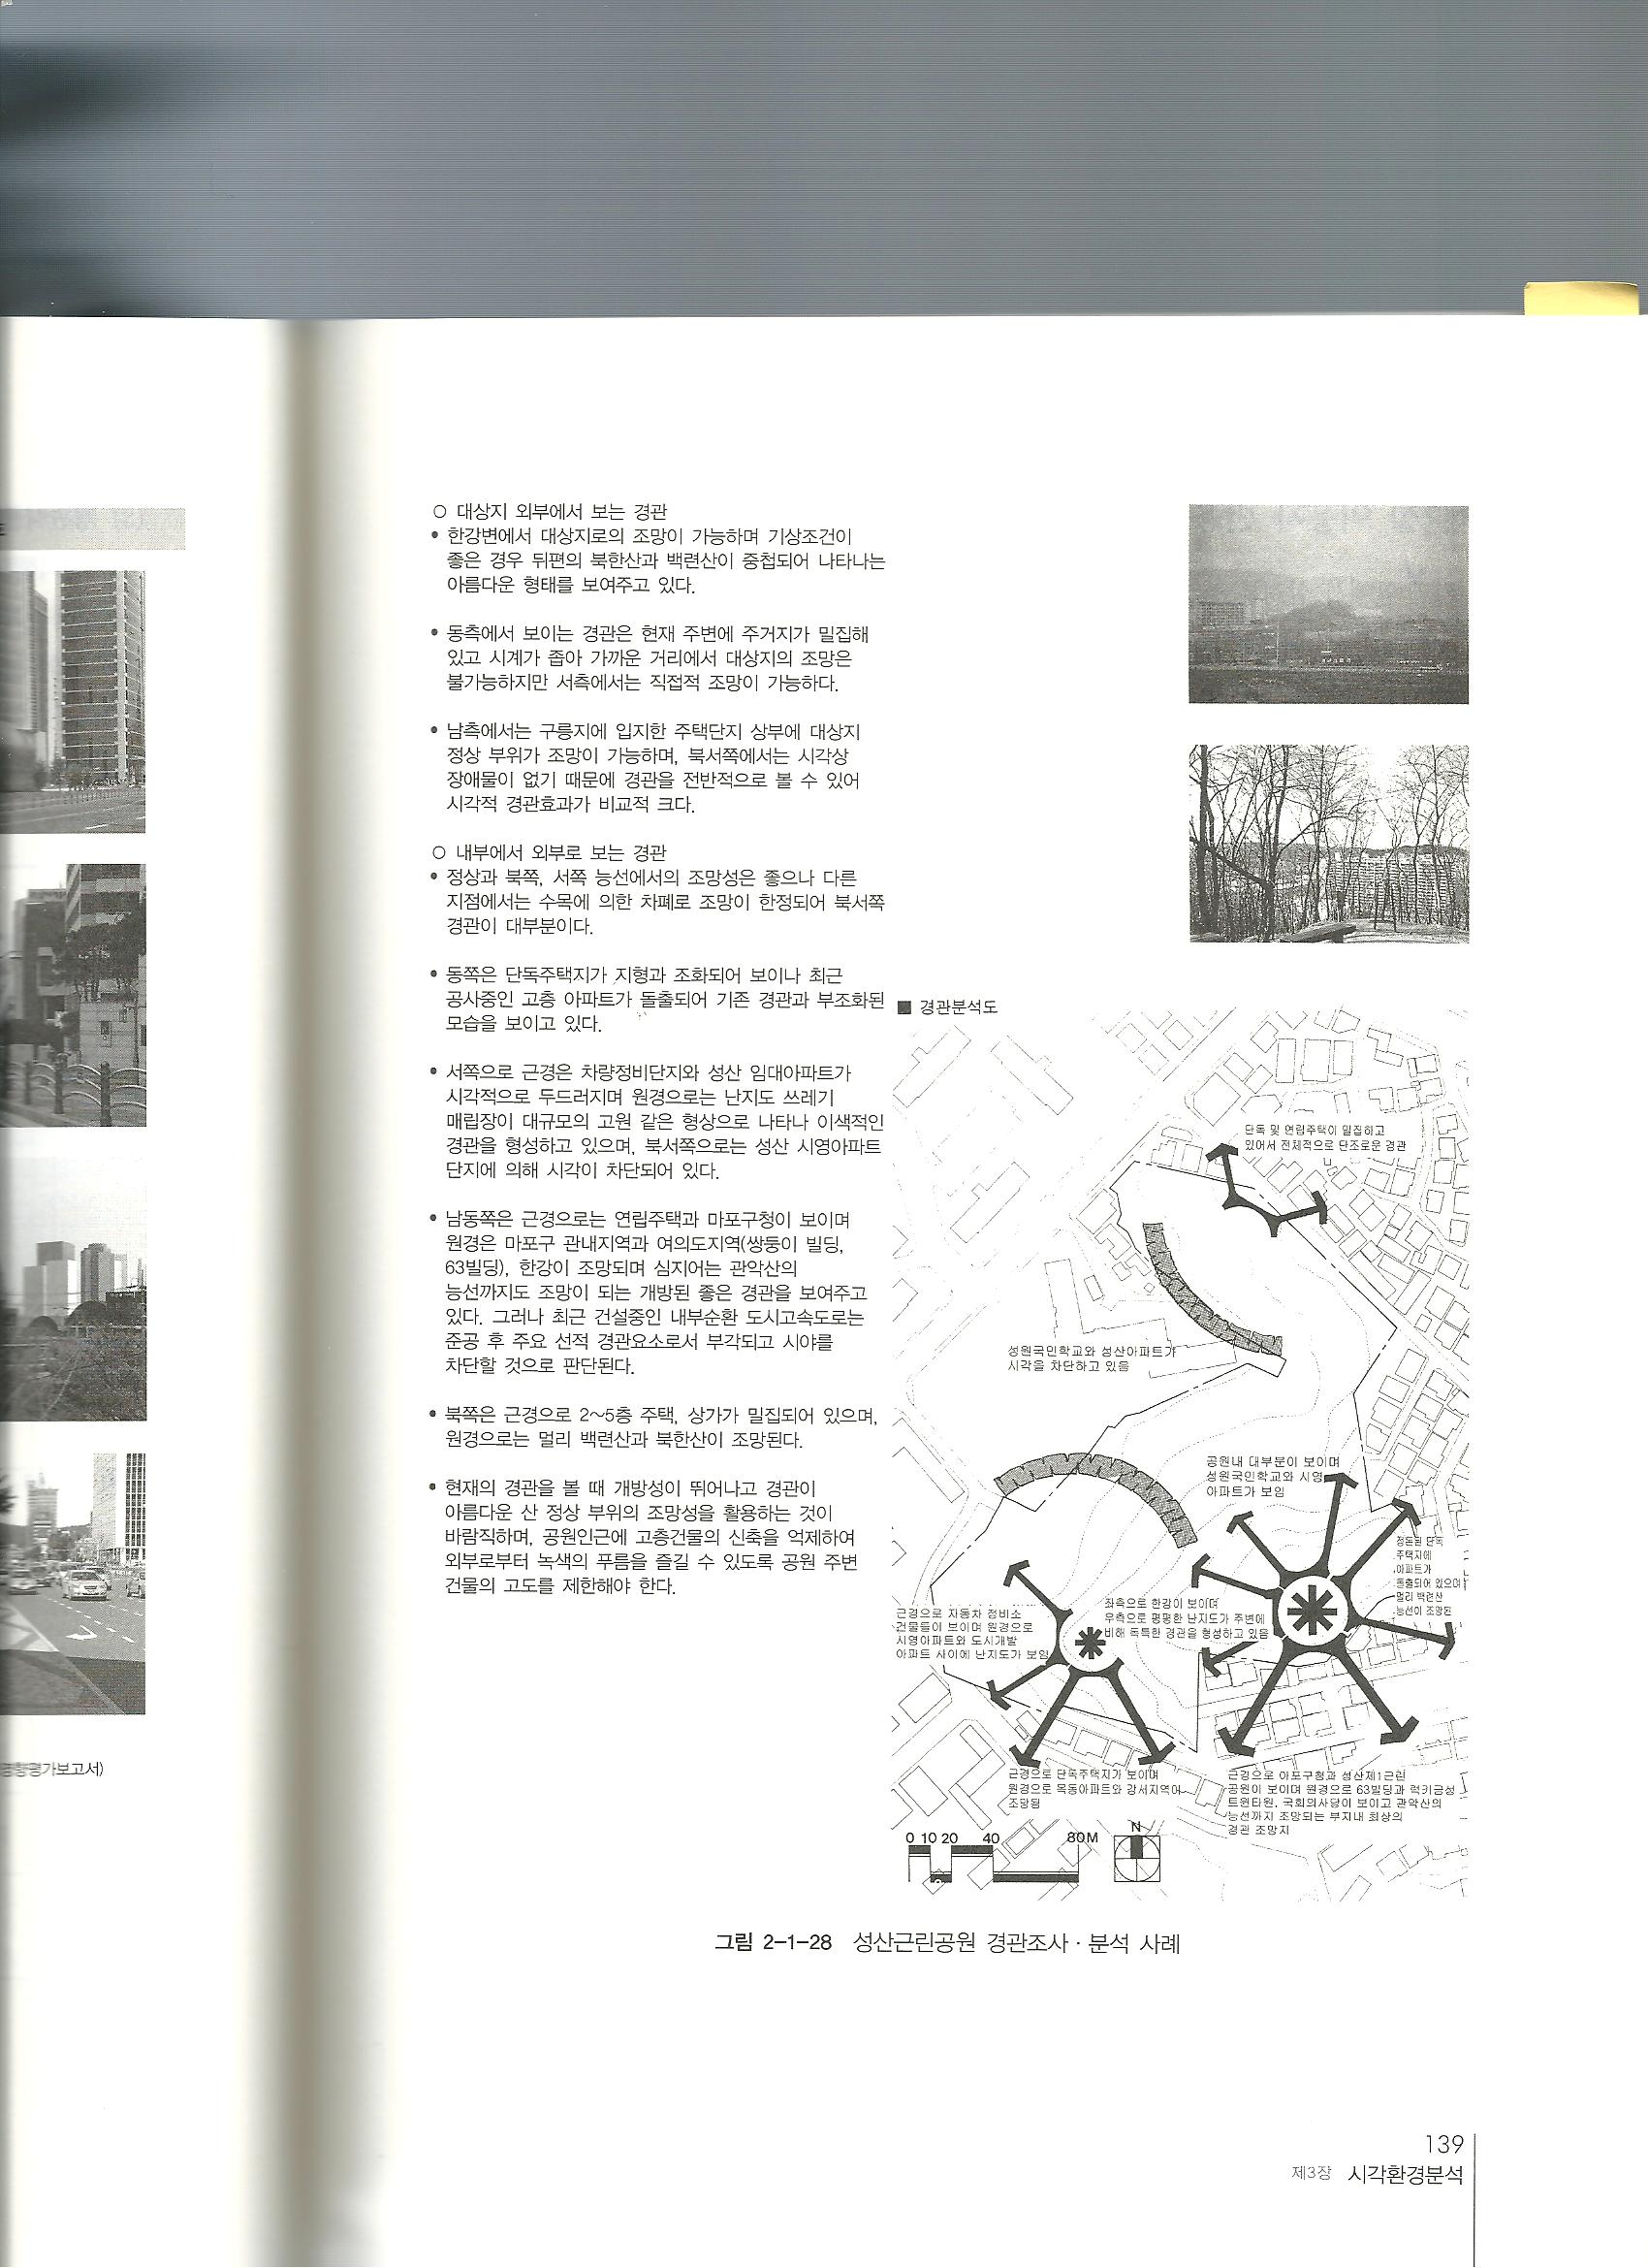 ○ 대상지 외부에서 보는 경관
• 한강변에서 대상지로의 조망이 가능하며 기상조건이
좋은 경우 뒤편의 북한산과 백련산이 중첩되어 나타나는
아름다운 형태를 보여주고 있다.
• 동측에서 보이는 경관은 현재 주변에 주거지가 밀집해
있고 시계가 좁아 가까운 거리에서 대상지의 조망은
불가능하지만 서측에서는 직접적 조망이 가능하다.
• 남측에서는 구릉지에 입지한 주택단지 상부에 대상지
정상 부위가 조망이 가능하며, 북서쪽에서는 시각상
장애물이 없기 때문에 경관을 전반적으로 볼 수 있어
시각적 경관효과가 비교적 크다.
○ 내부에서 외부로 보는 경관
• 정상과 북쪽, 서쪽 능선에서의 조망성은 좋으나 다른
지점에서는 수목에 의한 차폐로 조망이 한정되어 북서쪽
경관이 대부분이다.
• 동쪽은 단독주택지가 지형과 조화되어 보이나 최근
공사중인 고층 아파트가 돌출되어 기존 경관과 부조화된
모습을 보이고 있다.
• 서쪽으로 근경은 차량정비단지와 성산 임대아파트가
시각적으로 두드러지며 원경으로는 난지도 쓰레기
매립장이 대규모의 고원 같은 형상으로 나타나 이색적인
경관을 형성하고 있으며, 북서쪽으로는 성산 시영아파트
단지에 의해 시각이 차단되어 있다.
• 남동쪽은 근경으로는 연립주택과 마포구청이 보이며
원경은 마포구 관내지역과 여의도지역(쌍둥이 빌딩,
63빌딩), 한강이 조망되며 심지어는 관악산의
능선까지도 조망이 되는 개방된 좋은 경관을 보여주고
있다. 그러나 최근 건설중인 내부순환 도시고속도로는
준공 후 주요 선적 경관요소로서 부각되고 시야를
차단할 것으로 판단된다.
• 북쪽은 근경으로 2~5층 주택, 상가가 밀집되어 있으며,
원경으로는 멀리 백련산과 북한산이 조망된다.
• 현재의 경관을 볼 때 개방성이 뛰어나고 경관이
아름다운 산 정상 부위의 조망성을 활용하는 것이
바람직하며, 공원인근에 고층건물의 신축을 억제하여
외부로부터 녹색의 푸름을 즐길 수 있도록 공원 주변
건물의 고도를 제한해야 한다.
■ 경관분석도
단독 및 연립주택이 밀집하고
있어서 전체적으로 단조로운 경관
성원국민학교와 성산아파트가
시각을 차단하고 있음
공원내 대부분이 보이며
성원국민학교와 시영
아파트가 보임
정돈된 단독
주택지에
아파트가
돌출되어 있으며
멀리 백련산
능선이 조망된
근경으로 자동차 정비소
건물들이 보이며 원경으로
시영아파트와 도시개발
아파트 사이에 난지도가 보임
좌측으로 한강이 보이며
우측으로 평평한 난지도가 주변에
비해 독특한 경관을 형성하고 있음
근경으로 단독주택지가 보이며
원경으로 목동아파트와 강서지역이
조망됨
근경으로 마포구청과 성산제1근린
공원이 보이며 원경으로 63빌딩과 럭키금성
트윈타원, 국회의사당이 보이고 관악산의
능선까지 조망되는 부지내 최상의
경관 조망지
0 10 20 40 80M
N
그림 2-1-28 성산근린공원 경관조사·분석 사례
평가보고서)
139
제3장 시각환경분석